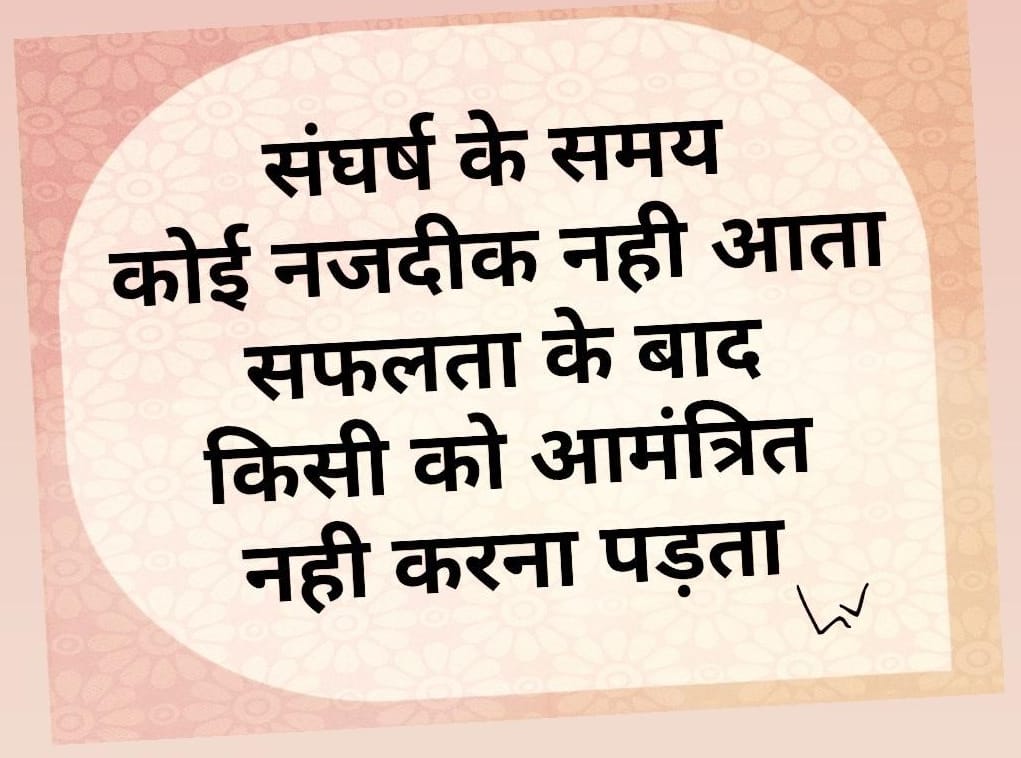 संघर्ष के समय
कोई नजदीक नही आता
सफलता के बाद
किसी को आमंत्रित
नही करना पड़ता